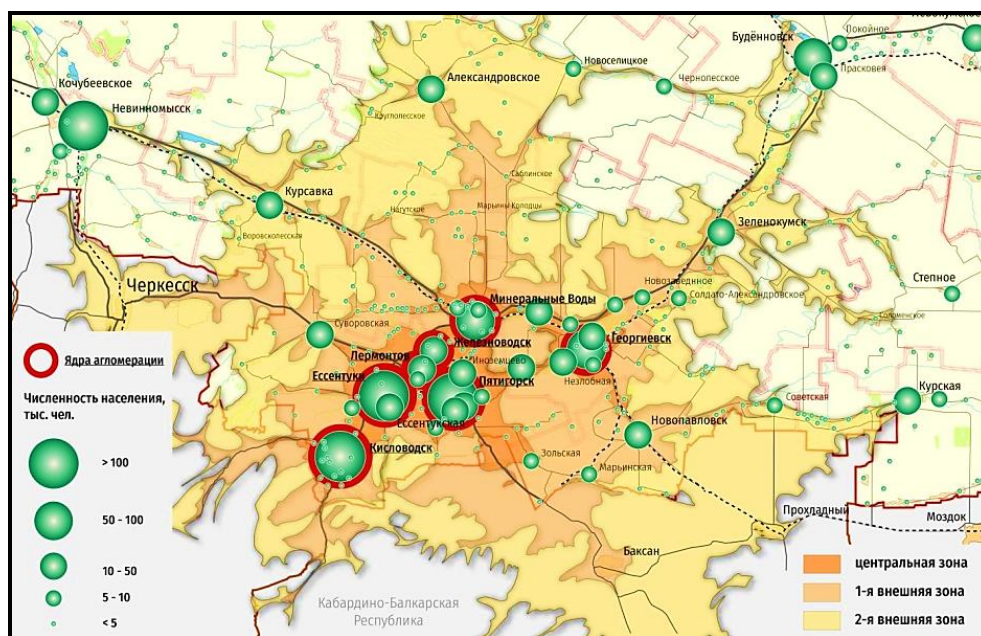 Левокумское
Покойное
Будённовск
Прасковея
Новоселицкое
Чернолесское
Александровское
Кочубеевское
Невинномысск
Круглолесское
Саблинское
Курсавка
Нагутское
Марьины Колодцы
Воровсколесская
Зеленокумск
Степное
Новозаведнное
Солдато-Александровское
Соломенское
Черкесск
Минеральные Воды
Суворовская
Железноводск
Георгиевск
Лермонтов
Иноземцево
Ессентуки
Пятигорск
Незлобная
Курская
Советская
Ессентукская
Новопавловск
Кисловодск
Зольская
Марьинская
Прохладный
Моздок
Баксан
Кабардино-Балкарская
Республика
Ядра агломерации
Численность населения,
тыс. чел.
> 100
50 - 100
10 - 50
5 - 10
< 5
центральная зона
1-я внешняя зона
2-я внешняя зона